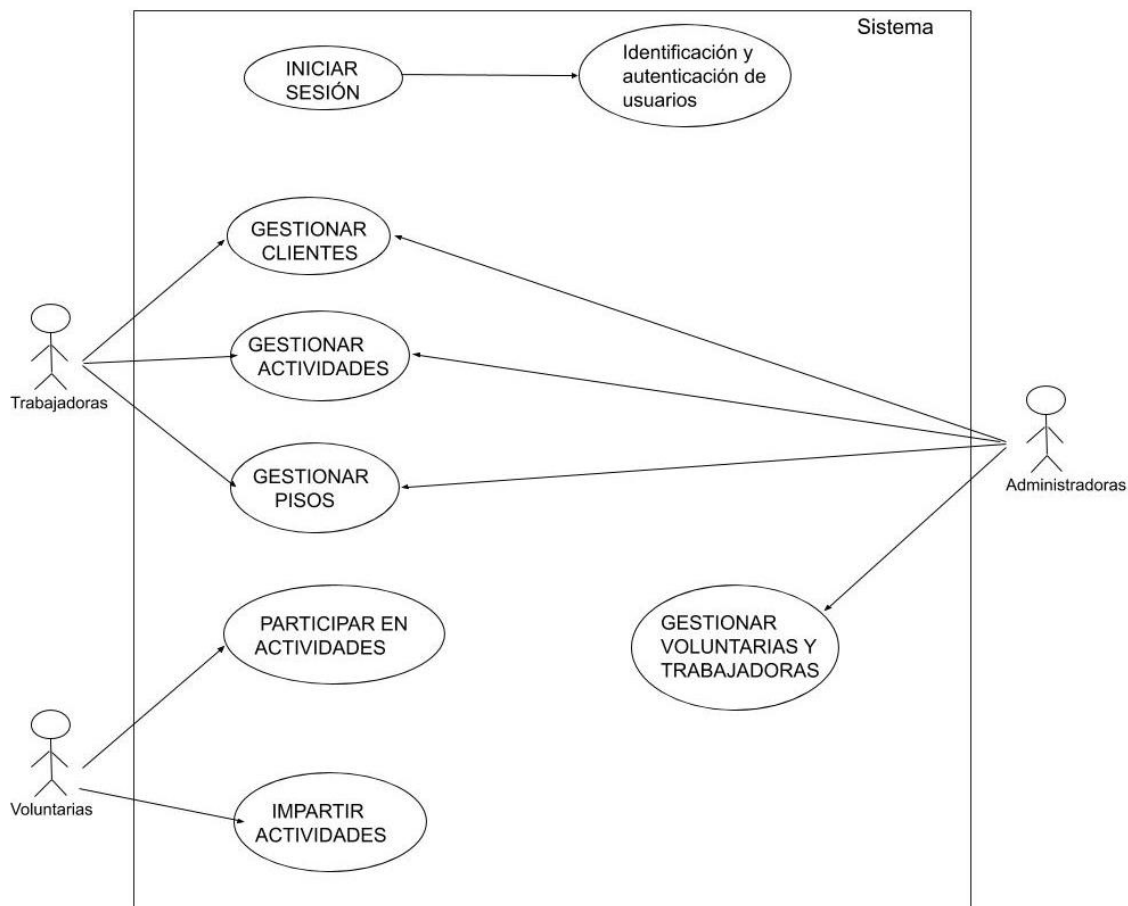 Sistema
INICIAR
SESIÓN
Identificación y
autenticación de
usuarios
GESTIONAR
CLIENTES
GESTIONAR
ACTIVIDADES
Trabajadoras
GESTIONAR
PISOS
Administradoras
PARTICIPAR EN
ACTIVIDADES
GESTIONAR
VOLUNTARIAS Y
TRABAJADORAS
Voluntarias
IMPARTIR
ACTIVIDADES